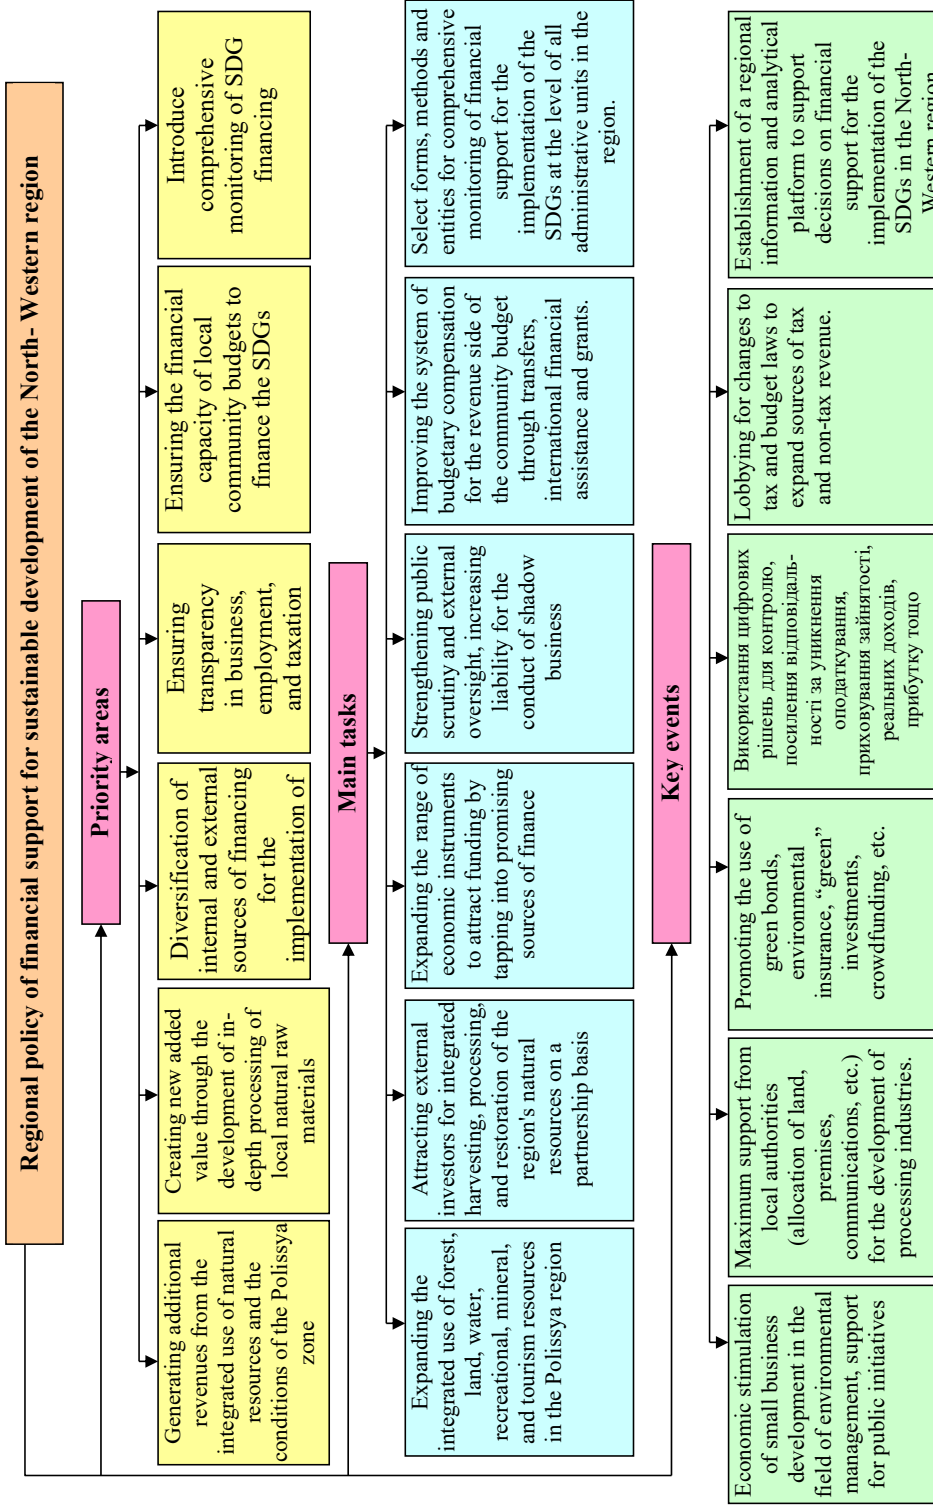 Regional policy of financial support for sustainable development of the North- Western region
Priority areas
Generating additional
revenues from the
integrated use of natural
resources and the
conditions of the Polissya
zone
Creating new added
value through the
development of in-
depth processing of
local natural raw
materials
Diversification of
internal and external
sources of financing
for the
implementation of
Ensuring
transparency
in business,
employment,
and taxation
Ensuring the financial
capacity of local
community budgets to
finance the SDGs
Introduce
comprehensive
monitoring of SDG
financing
Main tasks
Expanding the
integrated use of forest,
land, water,
recreational, mineral,
and tourism resources
in the Polissya region
Attracting external
investors for integrated
harvesting, processing,
and restoration of the
region's natural
resources on a
partnership basis
Expanding the range of
economic instruments
to attract funding by
tapping into promising
sources of finance
Strengthening public
scrutiny and external
oversight, increasing
liability for the
conduct of shadow
business
Improving the system of
budgetary compensation
for the revenue side of
the community budget
through transfers,
international financial
assistance and grants.
Select forms, methods and
entities for comprehensive
monitoring of financial
support for the
implementation of the
SDGs at the level of all
administrative units in the
region.
Key events
Economic stimulation
of small business
development in the
field of environmental
management, support
for public initiatives
Maximum support from
local authorities
(allocation of land,
premises,
communications, etc.)
for the development of
processing industries.
Promoting the use of
green bonds,
environmental
insurance, “green”
investments,
crowdfunding, etc.
Використання цифрових
рішень для контролю,
посилення відповідаль-
ності за уникнення
оподаткування,
приховування зайнятості,
реальних доходів,
прибутку тощо
Lobbying for changes to
tax and budget laws to
expand sources of tax
and non-tax revenue.
Establishment of a regional
information and analytical
platform to support
decisions on financial
support for the
implementation of the
SDGs in the North-
Western region